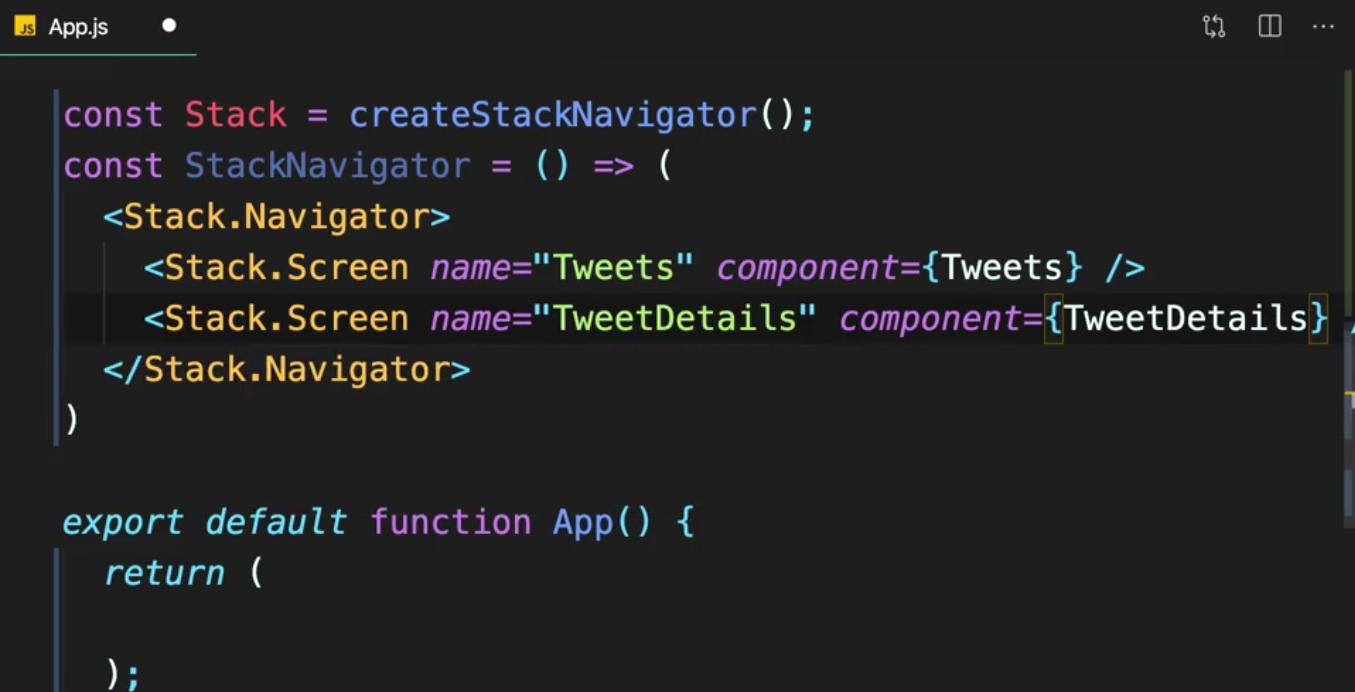 JS App.js
const Stack = createStackNavigator();
const StackNavigator = () => (
<Stack.Navigator>
<Stack.Screen name="Tweets" component={Tweets} />
<Stack.Screen name="TweetDetails" component={TweetDetails} /
</Stack.Navigator>
)
export default function App() {
return (
);